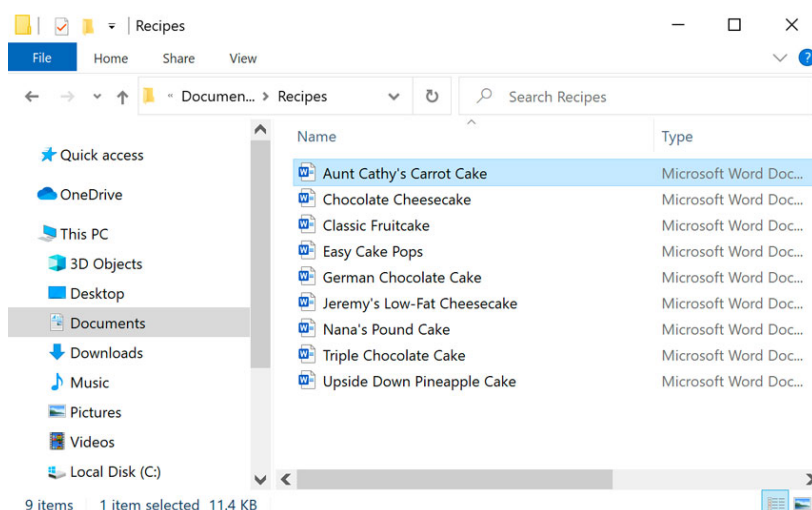 Recipes
File Home Share View
Documen... Recipes Search Recipes
Name Type
Quick access
OneDrive
This PC
3D Objects
Desktop
Documents
Downloads
Music
Pictures
Videos
Local Disk (C:)
Aunt Cathy's Carrot Cake Microsoft Word Doc...
Chocolate Cheesecake Microsoft Word Doc...
Classic Fruitcake Microsoft Word Doc...
Easy Cake Pops Microsoft Word Doc...
German Chocolate Cake Microsoft Word Doc...
Jeremy's Low-Fat Cheesecake Microsoft Word Doc...
Nana's Pound Cake Microsoft Word Doc...
Triple Chocolate Cake Microsoft Word Doc...
Upside Down Pineapple Cake Microsoft Word Doc...
9 items 1 item selected 11.4 KB